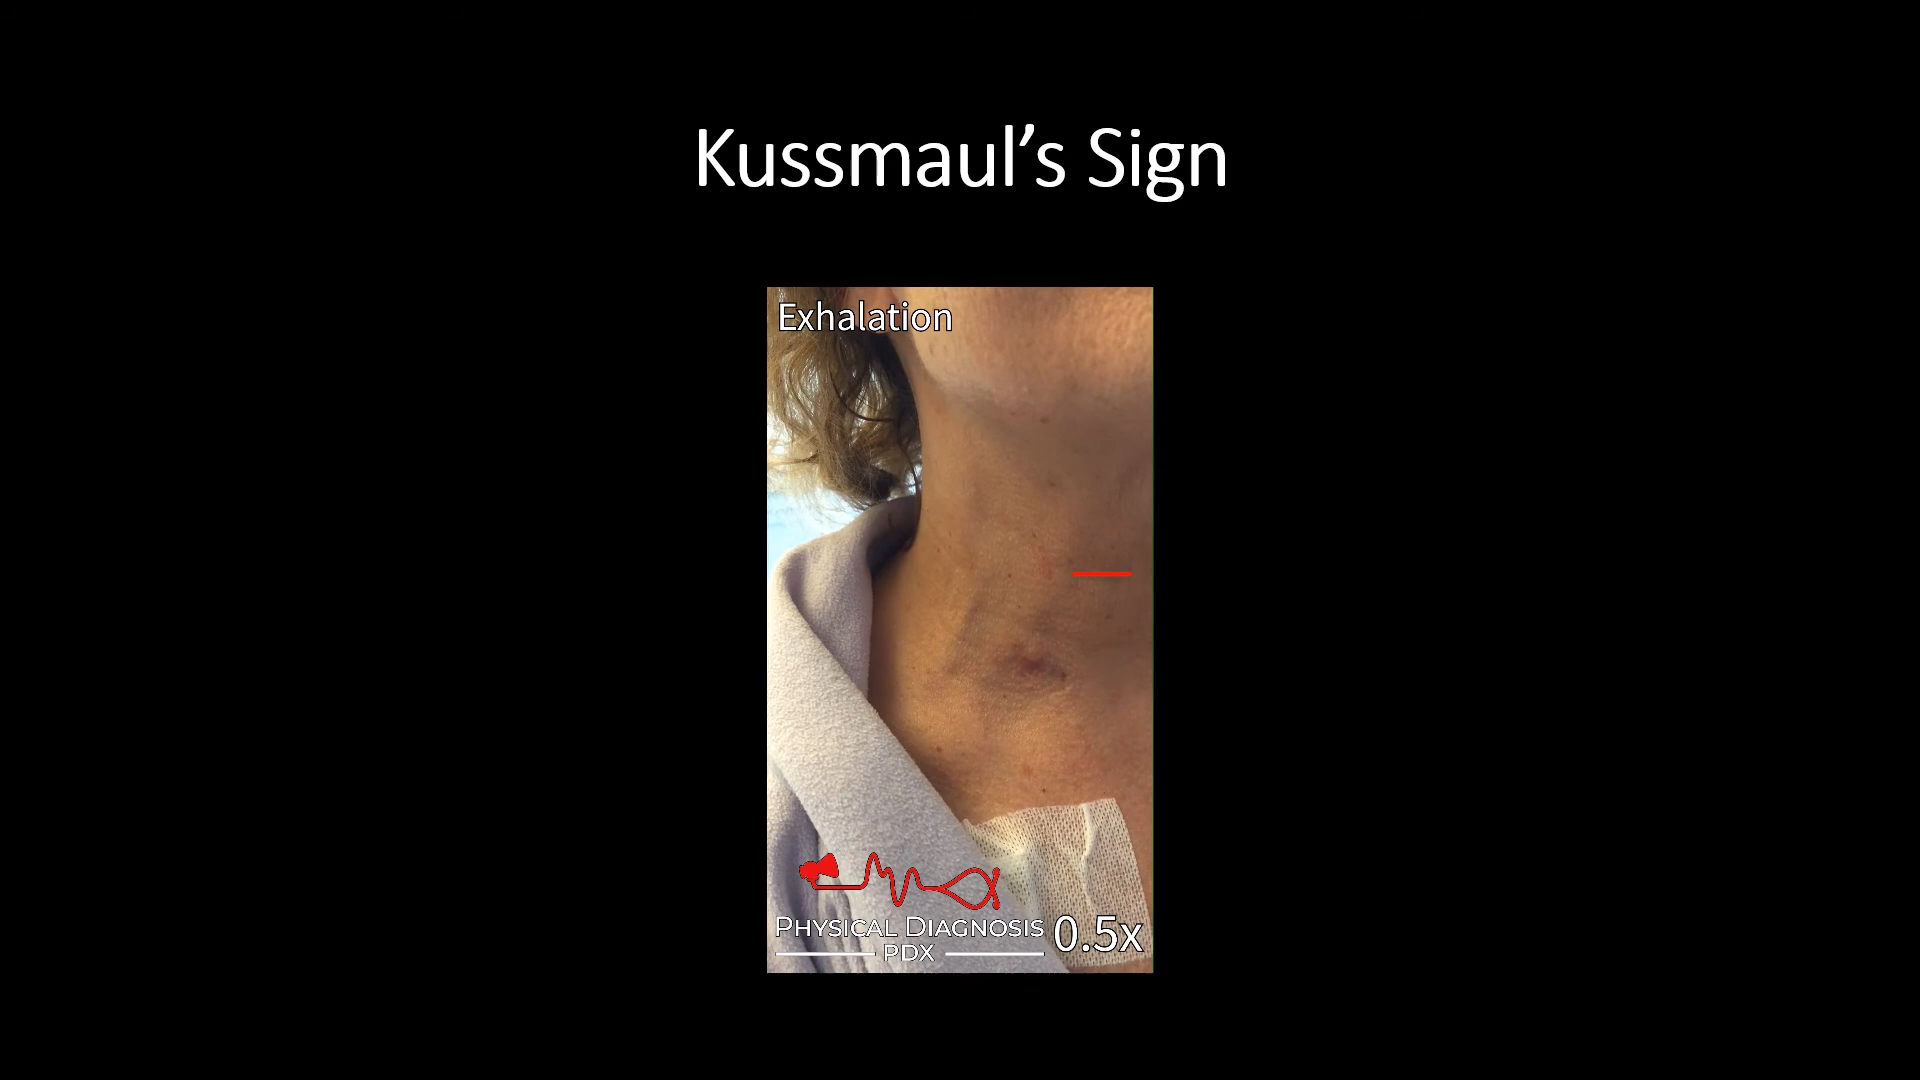 Kussmaul’s Sign
Exhalation
PHYSICAL DIAGNOSIS
PDX
0.5x